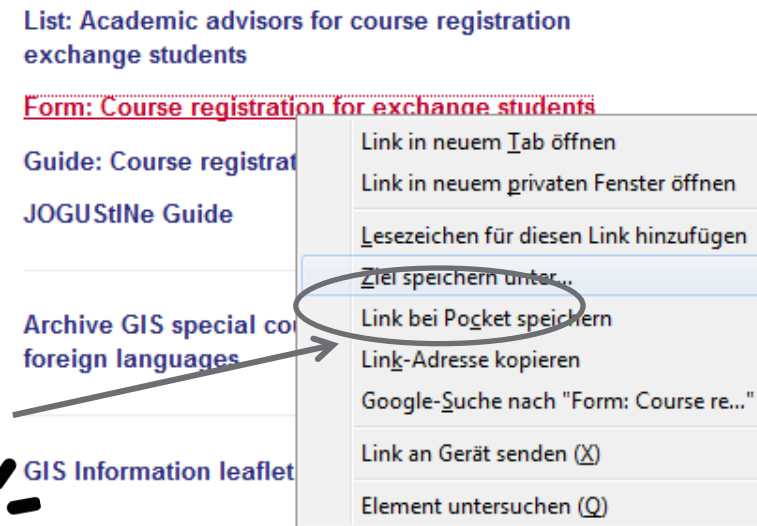 List: Academic advisors for course registration
exchange students
Form: Course registration for exchange students
Guide: Course registrat
JOGUStINe Guide
Archive GIS special cou
foreign languages
GIS Information leaflet
Link in neuem Tab öffnen
Link in neuem privaten Fenster öffnen
Lesezeichen für diesen Link hinzufügen
Ziel speichern unter...
Link bei Pocket speichern
Link-Adresse kopieren
Google-Suche nach "Form: Course re..."
Link an Gerät senden (X)
Element untersuchen (Q)